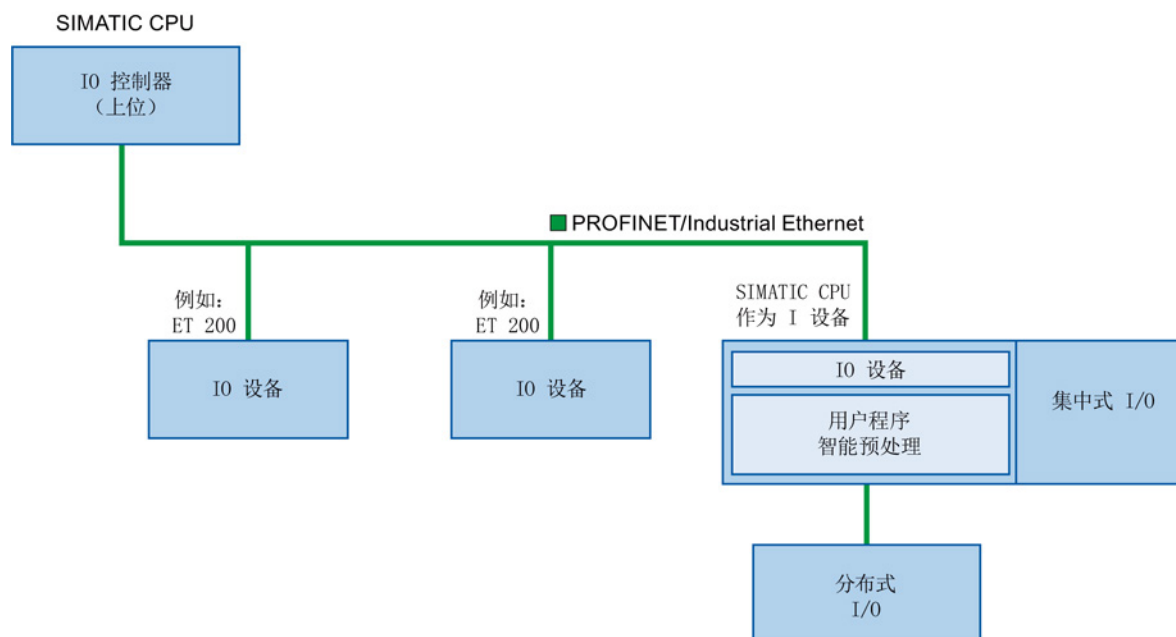 SIMATIC CPU
IO 控制器
（上位）
PROFINET/Industrial Ethernet
例如：
ET 200
例如：
ET 200
SIMATIC CPU
作为 I 设备
IO 设备
IO 设备
IO 设备
集中式 I/O
用户程序
智能预处理
分布式
I/O